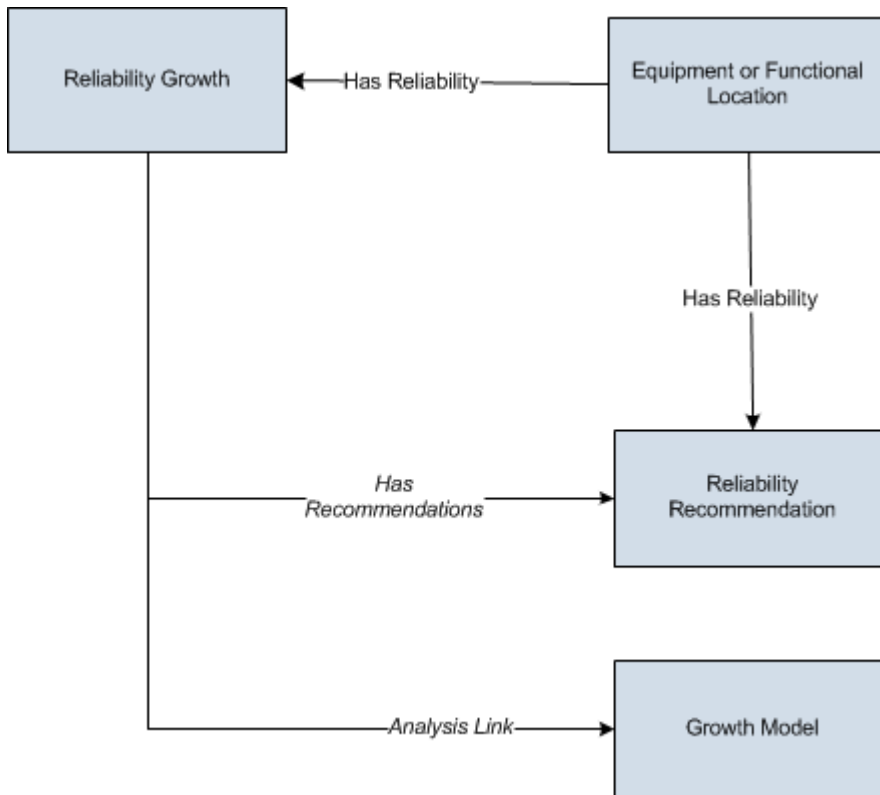 Reliability Growth
Has Reliability
Equipment or Functional
Location
Has Reliability
Has
Recommendations
Reliability
Recommendation
Analysis Link
Growth Model